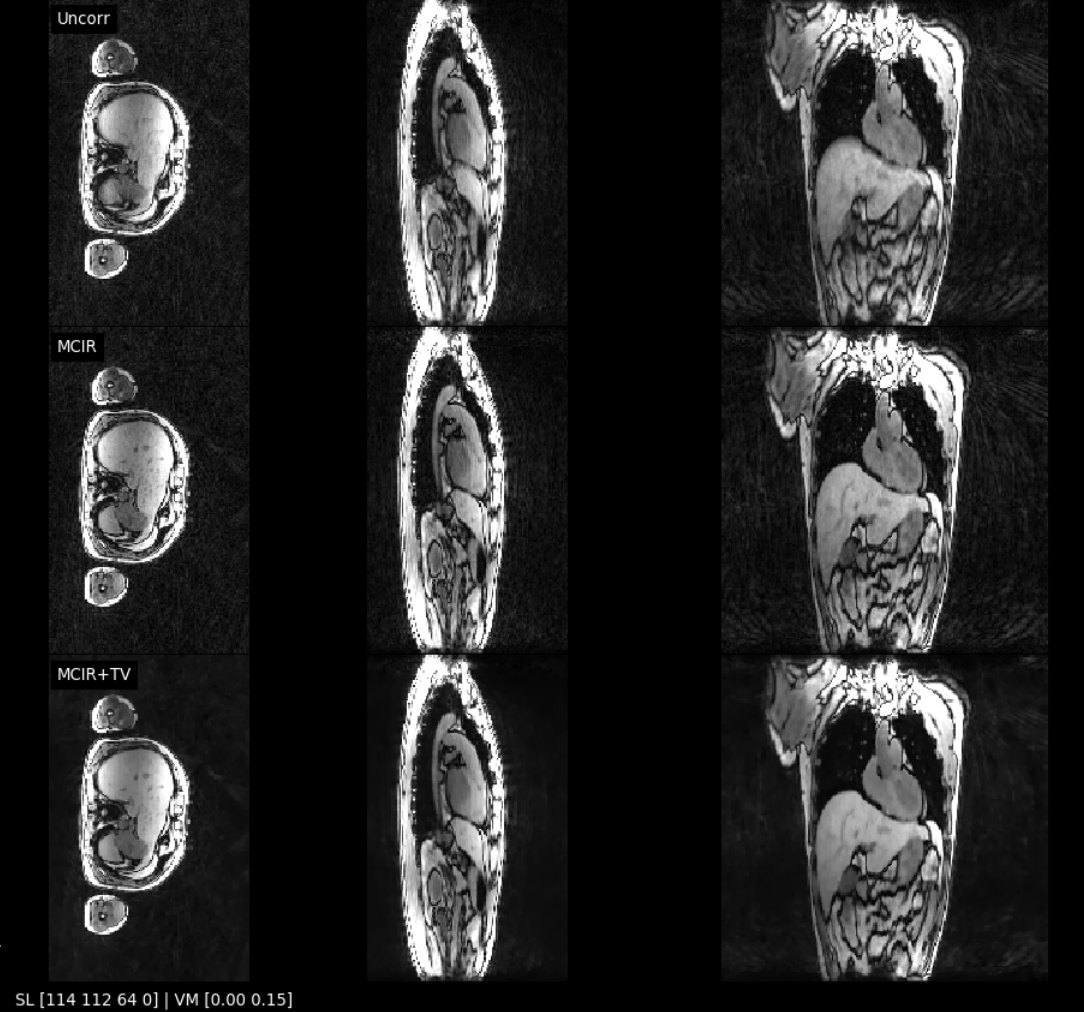 Uncorr
MCIR
MCIR+TV
SL [114 112 64 0] | VM [0.00 0.15]